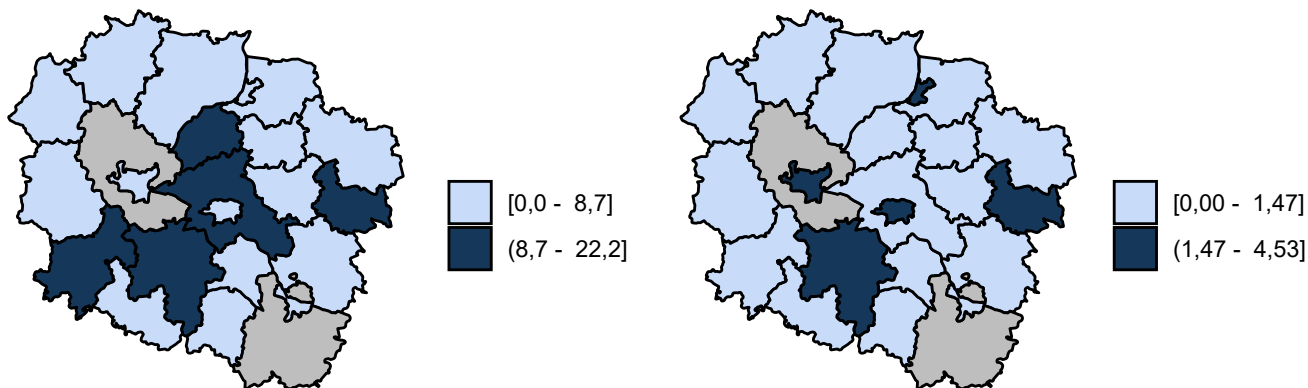 [0,0 - 8,7]
(8,7 - 22,2]
[0,00 - 1,47]
(1,47 - 4,53]